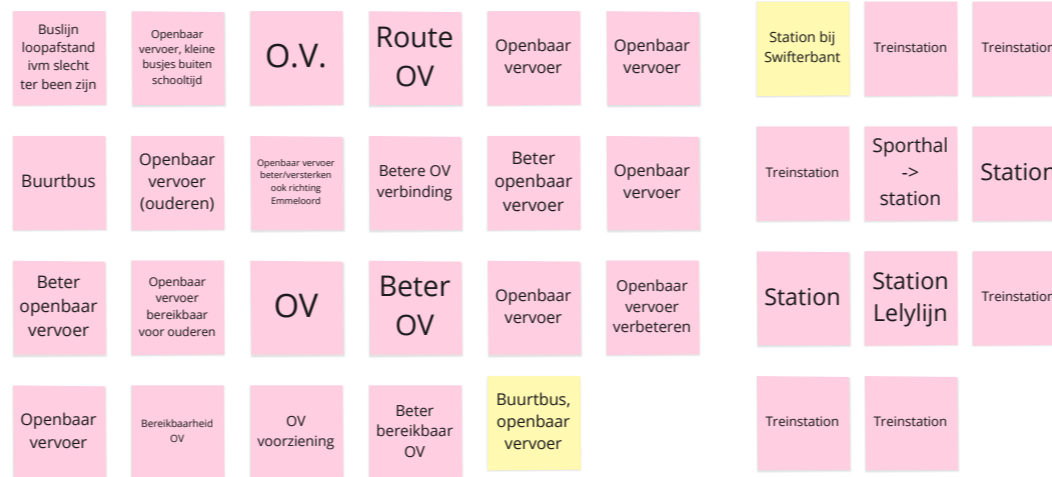 Buslijn
loopafstand
ivm slecht
ter been zijn
Openbaar
vervoer, kleine
busjes buiten
schooltijd
O.V.
Route
OV
Openbaar
vervoer
Openbaar
vervoer
Buurtbus
Openbaar
vervoer
(ouderen)
Openbaar vervoer
beter/versterken
ook richting
Emmeloord
Betere OV
verbinding
Beter
openbaar
vervoer
Openbaar
vervoer
Beter
openbaar
vervoer
Openbaar
vervoer
bereikbaar
voor ouderen
OV
Beter
OV
Openbaar
vervoer
Openbaar
vervoer
verbeteren
Openbaar
vervoer
Bereikbaarheid
OV
OV
voorziening
Beter
bereikbaar
OV
Buurtbus,
openbaar
vervoer
Station bij
Swifterbant
Treinstation
Treinstation
Treinstation
Sporthal
->
station
Station
Station
Station
Lelylijn
Treinstation
Treinstation
Treinstation